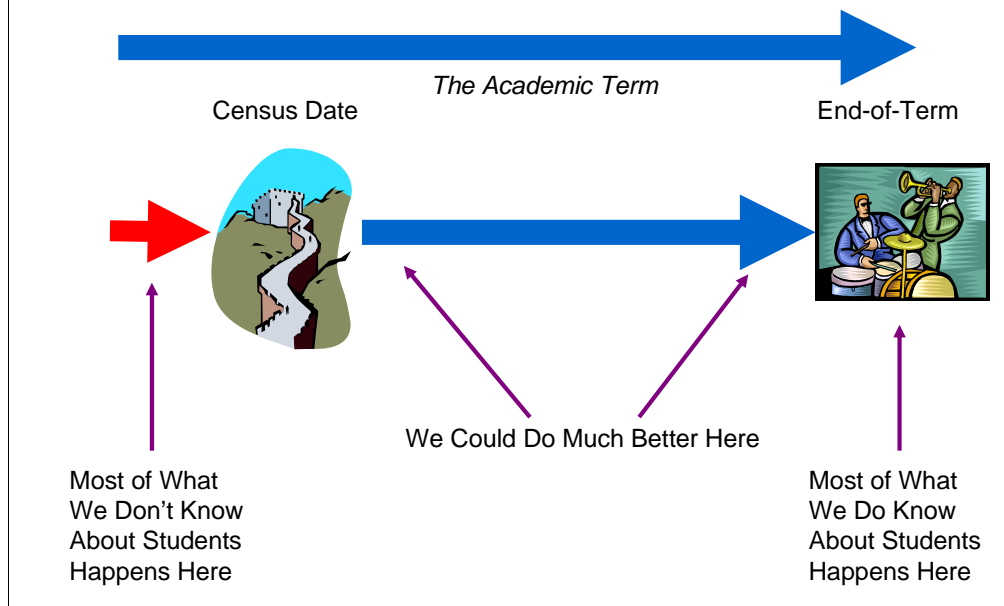 The Academic Term
Census Date
End-of-Term
We Could Do Much Better Here
Most of What
We Don't Know
About Students
Happens Here
Most of What
We Do Know
About Students
Happens Here